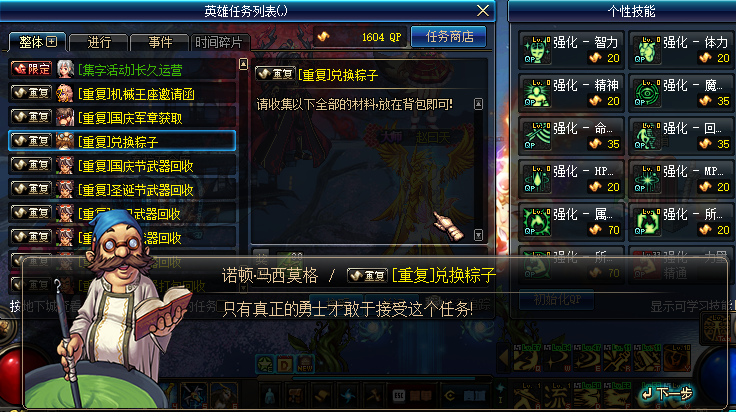 英雄任务列表(.)
个性技能
整体
进行
事件
时间碎片
1604 QP
任务商店
限定 [集字活动]长久运营
重复 [重复]机械王座邀请函
重复 [重复]国庆军章获取
重复 [重复]兑换粽子
重复 [重复]国庆节武器回收
重复 [重复]圣诞节武器回收
重复
武器回收
重复
武器回收
重复 [重复]兑换粽子
请收集以下全部的材料,放在背包即可!
赵日天
强化 - 智力
20
强化 - 体力
20
强化 - 精神
20
强化 - 魔...
35
强化 - 命...
35
强化 - 回...
35
强化 - HP...
20
强化 - MP...
20
强化 - 属...
70
强化 - 所...
20
强化 - 所...
70
精通
初始化QP
显示可学习技能
诺顿·马西莫格 / 重复 [重复]兑换粽子
只有真正的勇士才敢于接受这个任务!
下一步